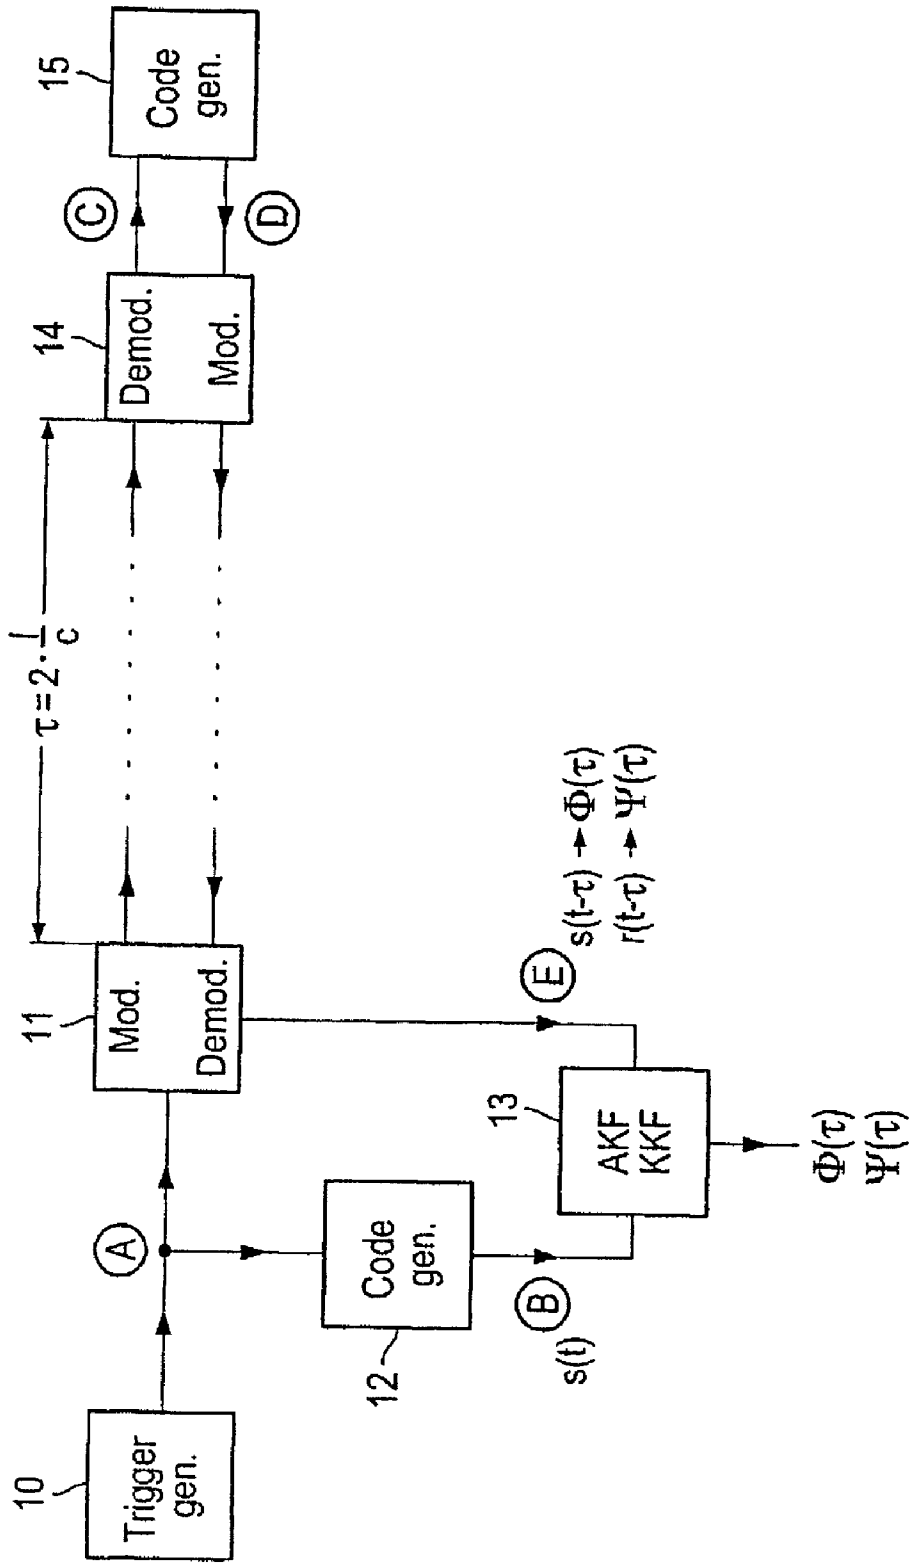 10
Trigger
gen.
A
11
Mod.
Demod.
τ = 2 · l/c
14
Demod.
Mod.
C
D
15
Code
gen.
12
Code
gen.
B
s(t)
13
AKF
KKF
E
s(t-τ) → Φ(τ)
r(t-τ) → Ψ(τ)
Φ(τ)
Ψ(τ)